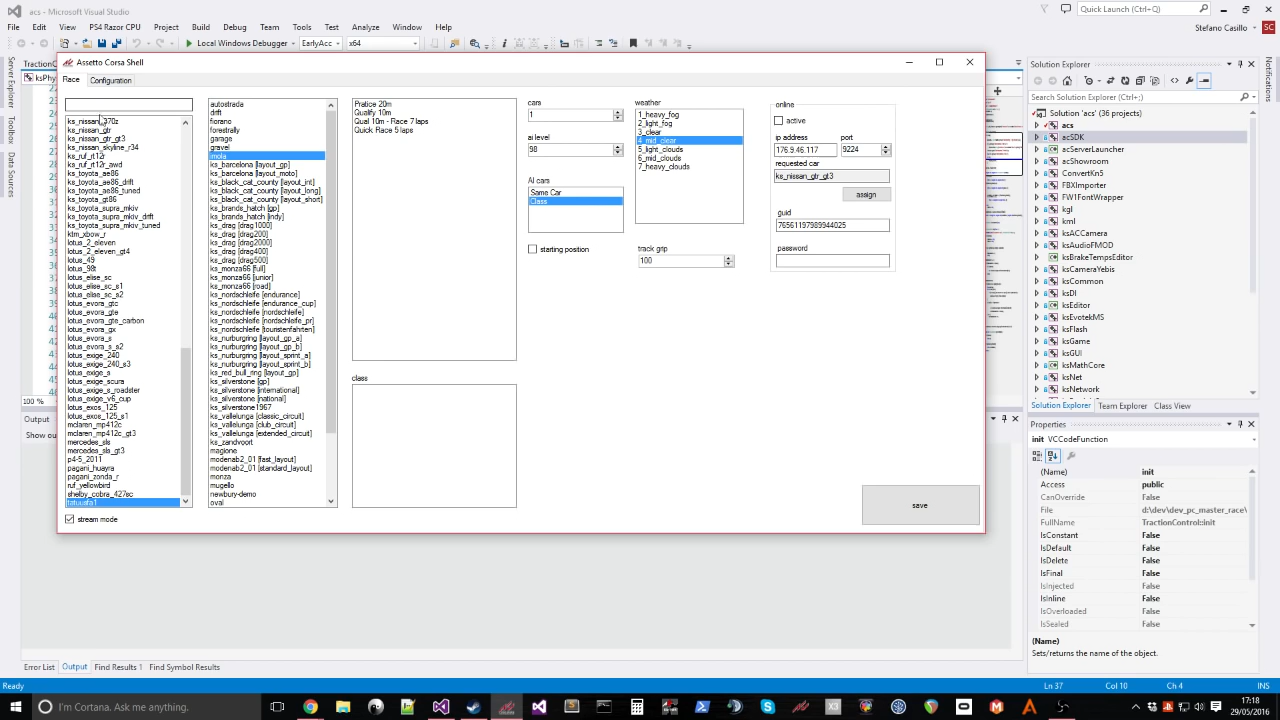 acs - Microsoft Visual Studio
Quick Launch (Ctrl+Q)
File Edit View PS4 Razor CPU Project Build Debug Team Tools Test Analyze Window Help
Stefano Casillo SC
Local Windows Debugger EarlyAcc x64
Server Explorer
Toolbox
Data Sources
Notifications
Assetto Corsa Shell
Race Configuration
ks_nissan_370z
ks_nissan_gtr
ks_nissan_gtr_gt3
ks_nissan_skyline_r34
ks_ruf_rt12r
ks_ruf_rt12r_awd
ks_toyota_ae86
ks_toyota_ae86_drift
ks_toyota_ae86_tuned
ks_toyota_gt86
ks_toyota_supra_mkiv
ks_toyota_supra_mkiv_drift
ks_toyota_supra_mkiv_tuned
ktm_xbow_r
lotus_2_eleven
lotus_2_eleven_gt4
lotus_49
lotus_98t
lotus_elise_sc
lotus_elise_sc_s1
lotus_elise_sc_s2
lotus_evora_gtc
lotus_evora_gte
lotus_evora_gte_carbon
lotus_evora_gx
lotus_evora_s
lotus_evora_s_s2
lotus_exige_240
lotus_exige_240_s3
lotus_exige_s
lotus_exige_scura
lotus_exige_s_roadster
lotus_exige_v6_cup
lotus_exos_125
lotus_exos_125_s1
mclaren_mp412c
mclaren_mp412c_gt3
mercedes_sls
mercedes_sls_gt3
p4-5_2011
pagani_huayra
pagani_zonda_r
ruf_yellowbird
shelby_cobra_427sc
tatuusfa1
stream mode
autostrada
drift
fiorano
forestrally
garage
gravel
imola
ks_barcelona [layout_gp]
ks_barcelona [layout_moto]
ks_black_cat_county [layout_int]
ks_black_cat_county [layout_long]
ks_brands_hatch [gp]
ks_brands_hatch [indy]
ks_drag [drag1000]
ks_drag [drag200]
ks_drag [drag2000]
ks_drag [drag400]
ks_drag [drag500]
ks_monza66 [full]
ks_monza66 [junior]
ks_monza66 [road]
ks_nordschleife [endurance]
ks_nordschleife [endurance_cup]
ks_nordschleife [nordschleife]
ks_nordschleife [touristenfahrten]
ks_nurburgring [layout_gp_a]
ks_nurburgring [layout_gp_b]
ks_nurburgring [layout_sprint_a]
ks_nurburgring [layout_sprint_b]
ks_red_bull_ring [layout_gp]
ks_silverstone [gp]
ks_silverstone [international]
ks_silverstone [national]
ks_silverstone1967
ks_vallelunga [classic_circuit]
ks_vallelunga [club_circuit]
ks_vallelunga [extended_circuit]
ks_zandvoort
magione
modenab2_01 [fast_layout]
modenab2_01 [standard_layout]
monza
mugello
newbury-demo
oval
Pratice 20m
Qualify 10m
Qual 10m - Race 7 laps
Quick Race 5 laps
class
cars
1
ai level
98
AI cars
Same Car
Class
strong position
weather
1_heavy_fog
2_light_fog
3_clear
4_mid_clear
5_light_clouds
6_mid_clouds
7_heavy_clouds
track grip
100
online
active
ip address port
176.9.46.117 9224
requested car
ks_nissan_gtr_gt3
assign
guid
76561197989944025
password
save
Solution Explorer
Search Solution Explorer (Ctrl+;)
Solution 'acs' (36 projects)
acs
acSDK
acServerLauncher
acShowroom
ConvertKn5
FBXImporter
FW1FontWrapper
kgl
kml
ksACCamera
ksAudioFMOD
ksBrakeTempsEditor
ksCameraYebis
ksCommon
ksDI
ksEditor
ksEvotekMS
ksFlash
ksGame
ksGUI
ksMathCore
ksNet
ksNetwork
Solution Explorer Team Explorer Class View
Properties
init VCCodeFunction
(Name) init
Access public
CanOverride False
File d:\dev\dev_pc_master_race\
FullName TractionControl::init
IsConstant False
IsDefault False
IsDelete False
IsFinal False
IsInjected False
IsInline False
IsOverloaded False
IsSealed False
(Name)
Sets/returns the name of the object.
100 %
Output
Error List Output Find Results 1 Find Symbol Results
Ready Ln 37 Col 10 Ch 4 INS
I'm Cortana. Ask me anything.
17:18
29/05/2016